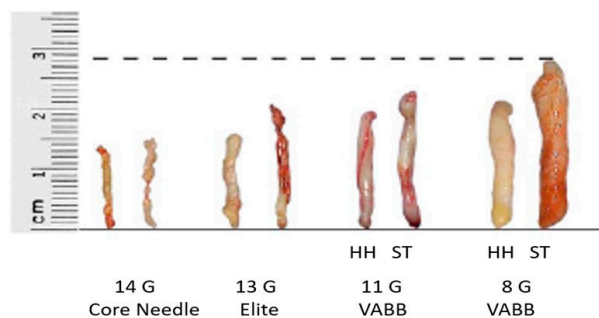 3
2
1
cm
HH ST HH ST
14 G 13 G 11 G 8 G
Core Needle Elite VABB VABB